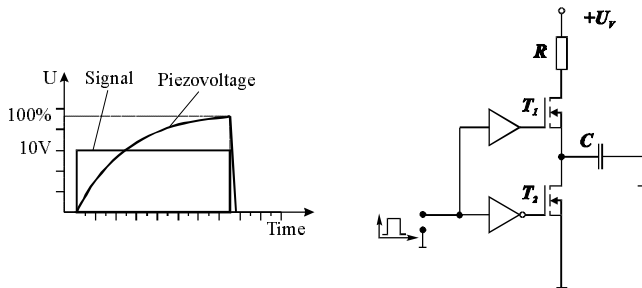 U
Signal
Piezovoltage
100%
10V
Time
+U_V
R
T_1
C
T_2